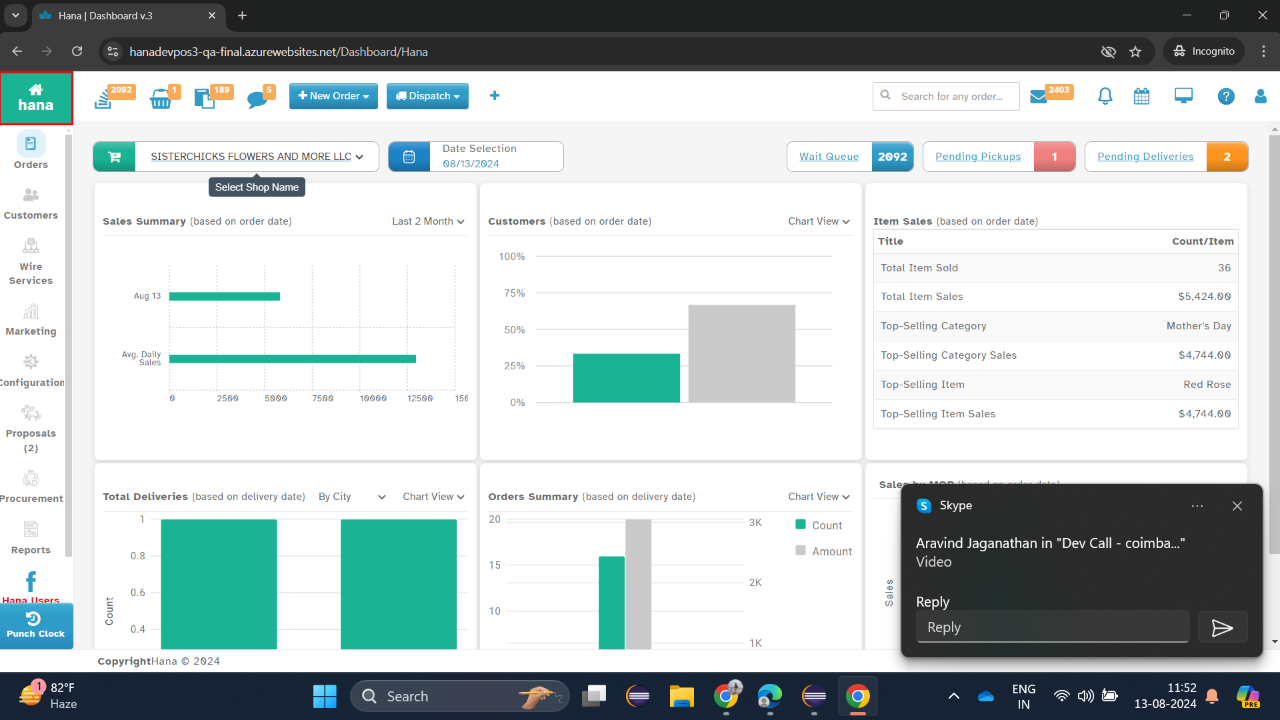 Hana | Dashboard v.3
hanadevpos3-qa-final.azurewebsites.net/Dashboard/Hana
Incognito
hana
2092
1
189
5
New Order
Dispatch
Search for any order...
2403
Orders
Customers
Wire
Services
Marketing
Configuration
Proposals
(2)
Procurement
Reports
Hana Users
Punch Clock
SISTERCHICKS FLOWERS AND MORE LLC
Select Shop Name
Date Selection
08/13/2024
Wait Queue 2092
Pending Pickups 1
Pending Deliveries 2
Sales Summary (based on order date) Last 2 Month
Aug 13
Avg. Daily
Sales
0 2500 5000 7500 10000 12500 150
Customers (based on order date) Chart View
100%
75%
50%
25%
0%
Item Sales (based on order date)
Title Count/Item
Total Item Sold 36
Total Item Sales $5,424.00
Top-Selling Category Mother's Day
Top-Selling Category Sales $4,744.00
Top-Selling Item Red Rose
Top-Selling Item Sales $4,744.00
Total Deliveries (based on delivery date) By City Chart View
1
0.8
0.6
0.4
Count
Orders Summary (based on delivery date) Chart View
20
15
10
3K
2K
1K
Count
Amount
Sales by MOP (based on order date)
Sales
Skype
Aravind Jaganathan in "Dev Call - coimba..."
Video
Reply
Reply
CopyrightHana © 2024
1
82°F
Haze
Search
ENG
IN
11:52
13-08-2024
PRE